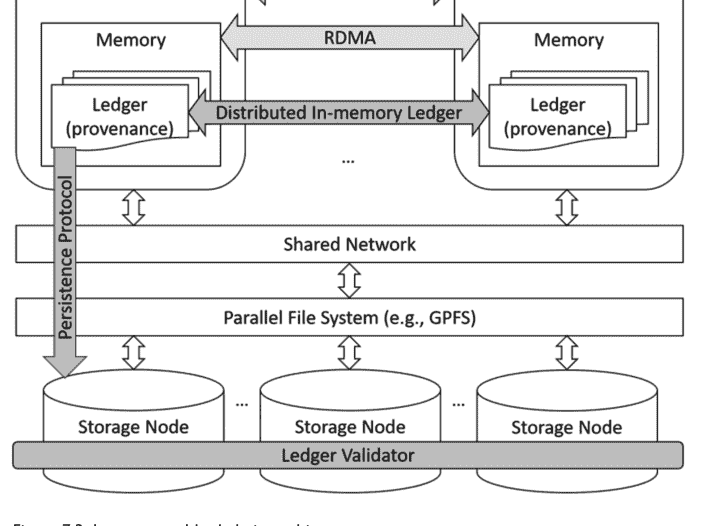 Memory
RDMA
Memory
Ledger
(provenance)
Distributed In-memory Ledger
Ledger
(provenance)
...
Persistence Protocol
Shared Network
Parallel File System (e.g., GPFS)
...
...
Storage Node
Storage Node
Storage Node
Ledger Validator